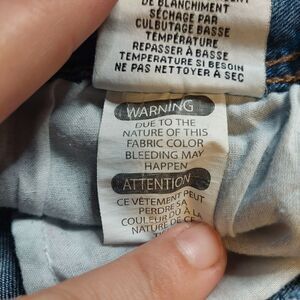 DE BLANCHIMENT
SÉCHAGE PAR
CULBUTAGE BASSE
TEMPÉRATURE
REPASSER À BASSE
TEMPERATURE SI BESOIN
NE PAS NETTOYER À SEC
WARNING
DUE TO THE
NATURE OF THIS
FABRIC COLOR
BLEEDING MAY
HAPPEN
ATTENTION
CE VÊTEMENT PEUT
PERDRE SA
COULEUR DÛ À LA
NATURE DE CE